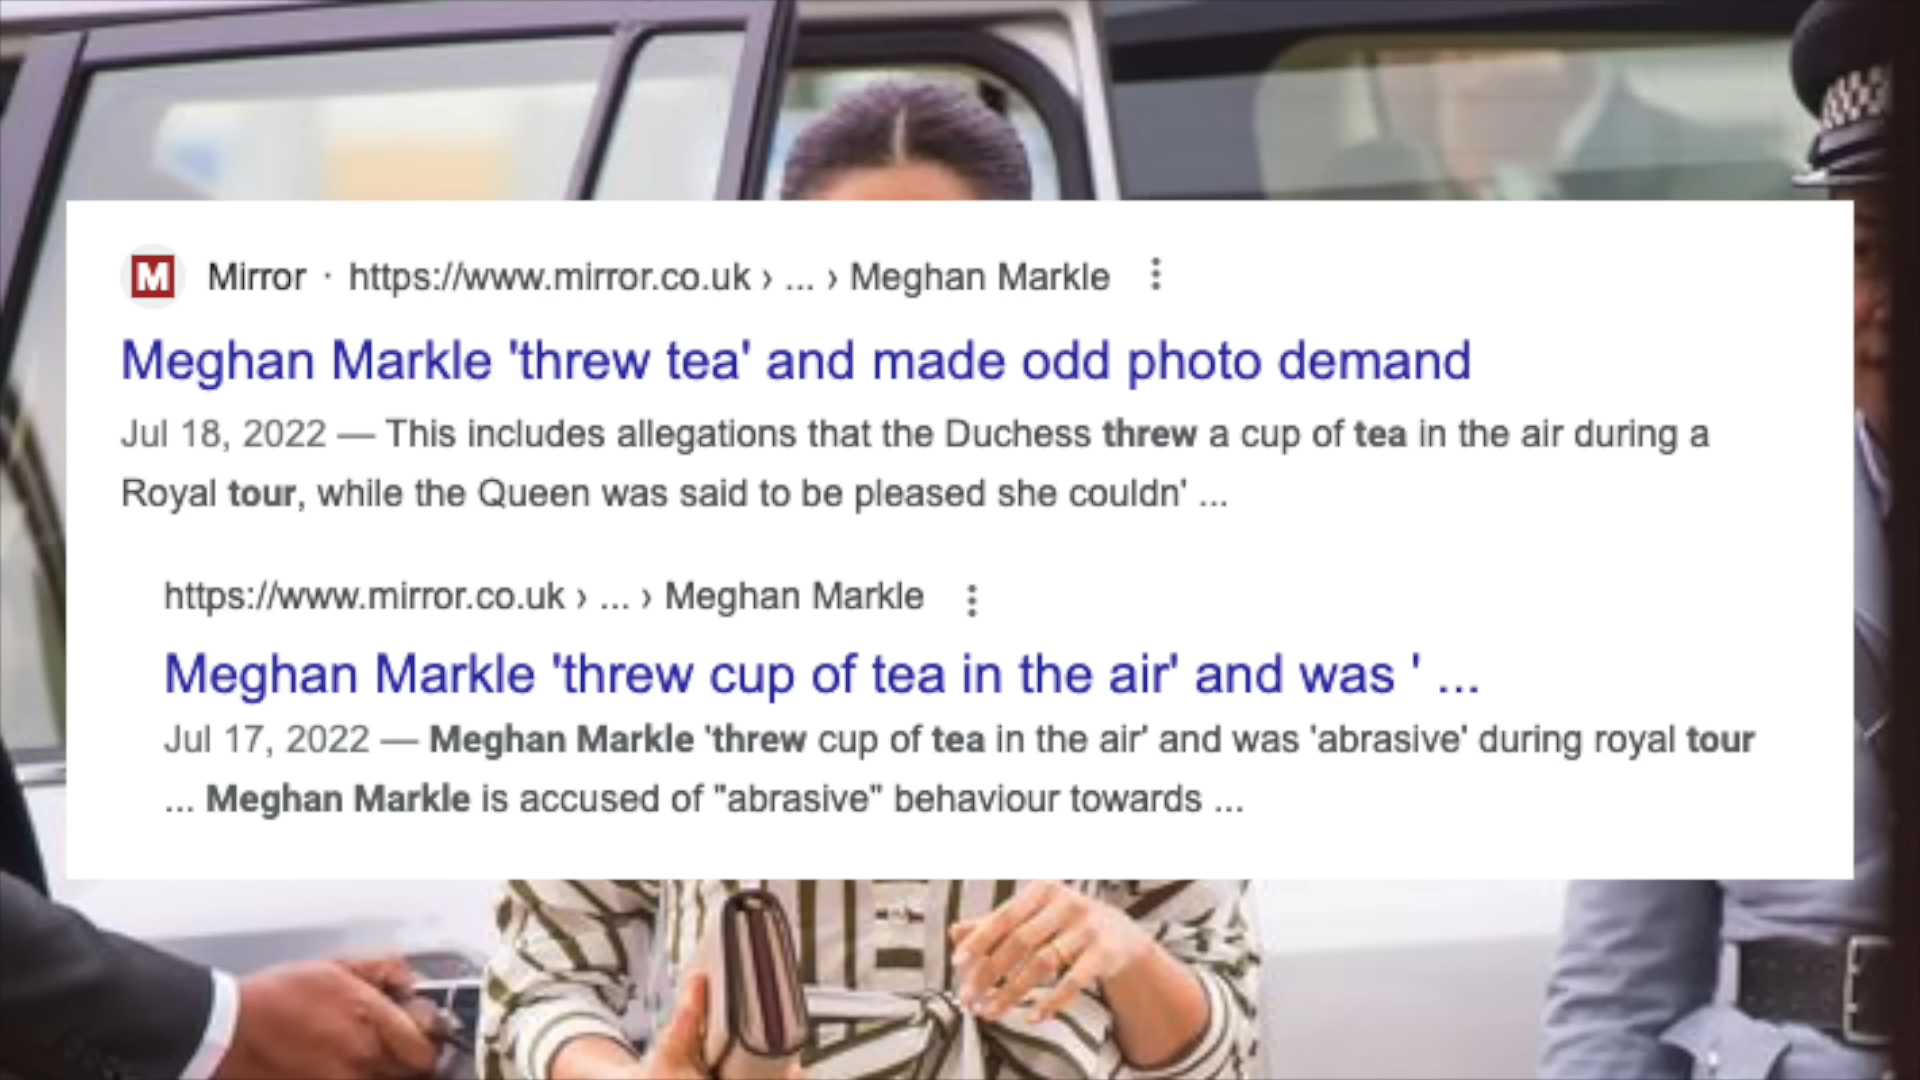 M Mirror · https://www.mirror.co.uk › ... › Meghan Markle
Meghan Markle 'threw tea' and made odd photo demand
Jul 18, 2022 — This includes allegations that the Duchess threw a cup of tea in the air during a
Royal tour, while the Queen was said to be pleased she couldn' ...
https://www.mirror.co.uk › ... › Meghan Markle
Meghan Markle 'threw cup of tea in the air' and was ' ...
Jul 17, 2022 — Meghan Markle 'threw cup of tea in the air' and was 'abrasive' during royal tour
... Meghan Markle is accused of "abrasive" behaviour towards ...